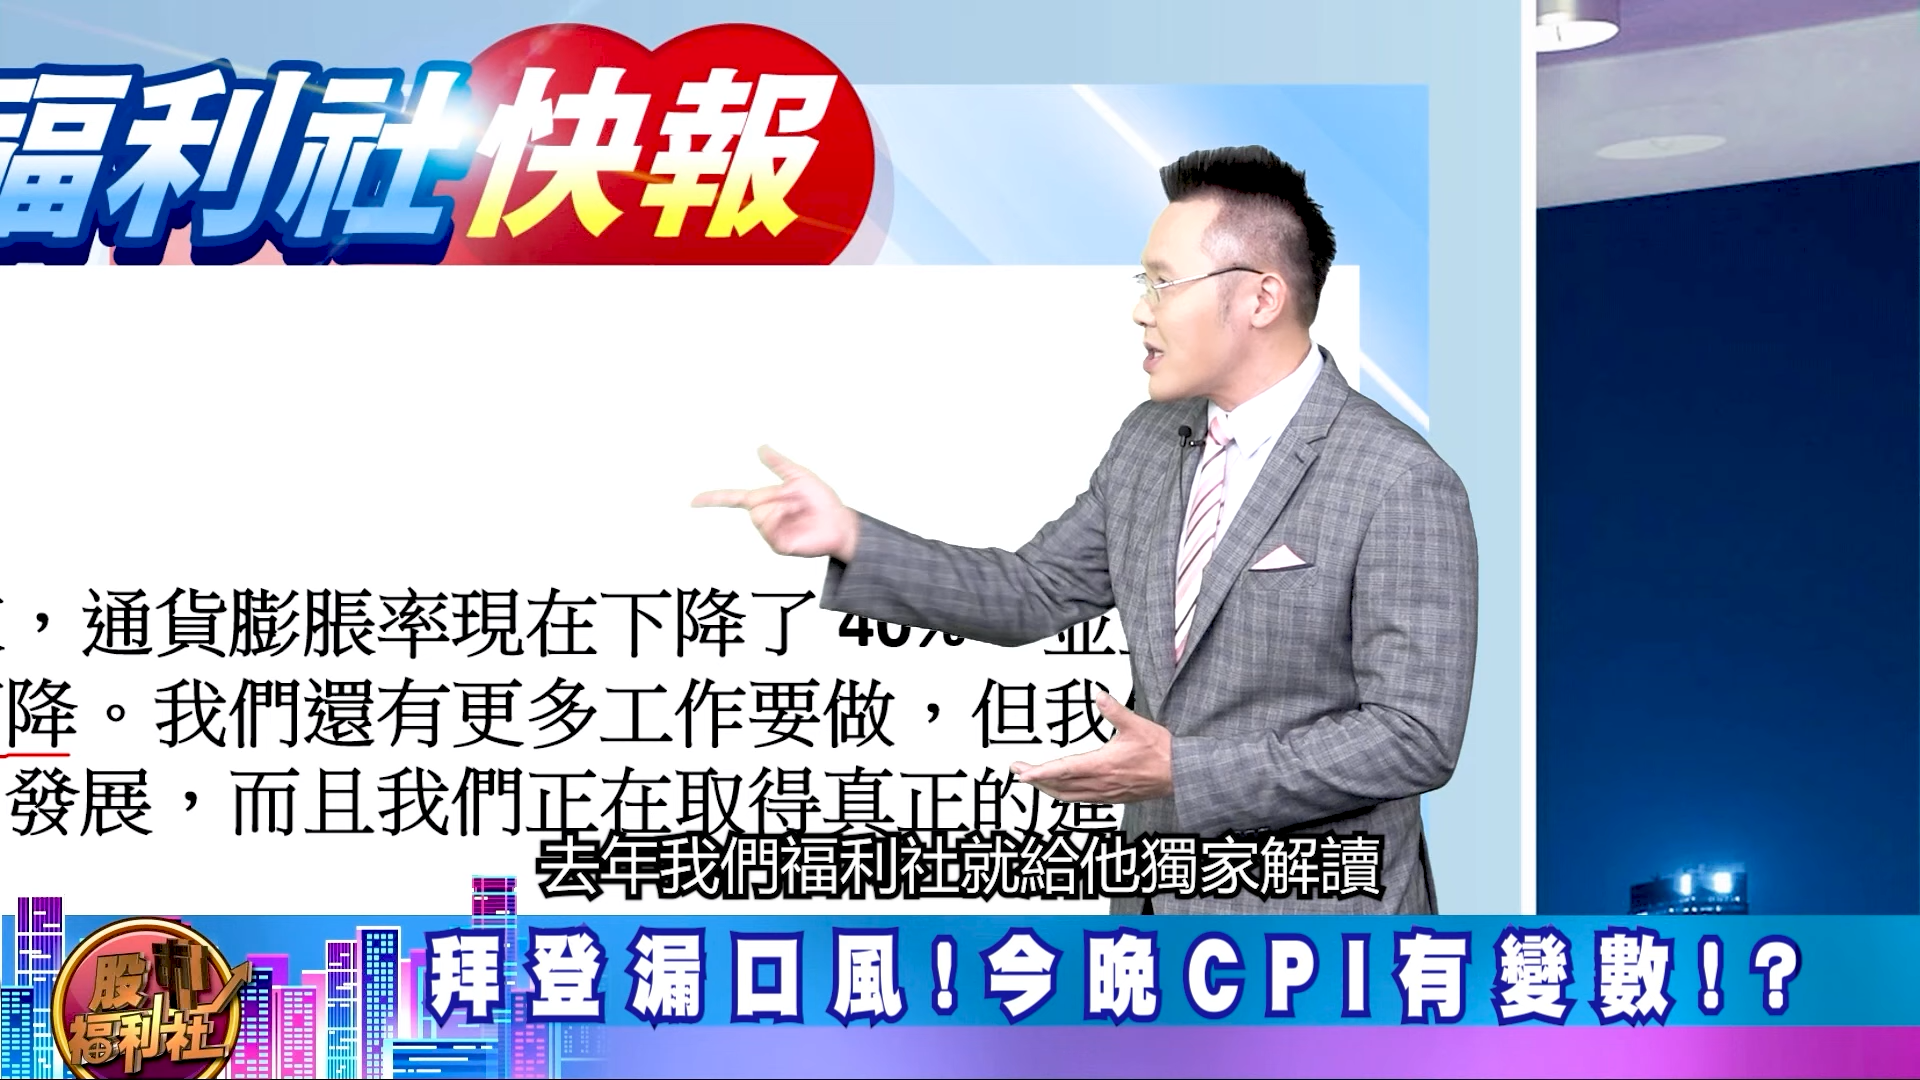 福利社快報
，通貨膨脹率現在下降了 40%
下降。我們還有更多工作要做，但我
發展，而且我們正在取得真正的進
去年我們福利社就給他獨家解讀
拜登漏口風!今晚CPI有變數!?
股市
福利社